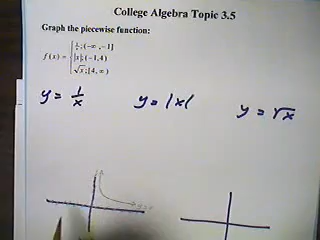 College Algebra Topic 3.5
Graph the piecewise function:
f(x) = { 1/x; (-∞, -1]
|x|; (-1,4)
√x; [4, ∞)
y = 1/x y = |x| y = √x